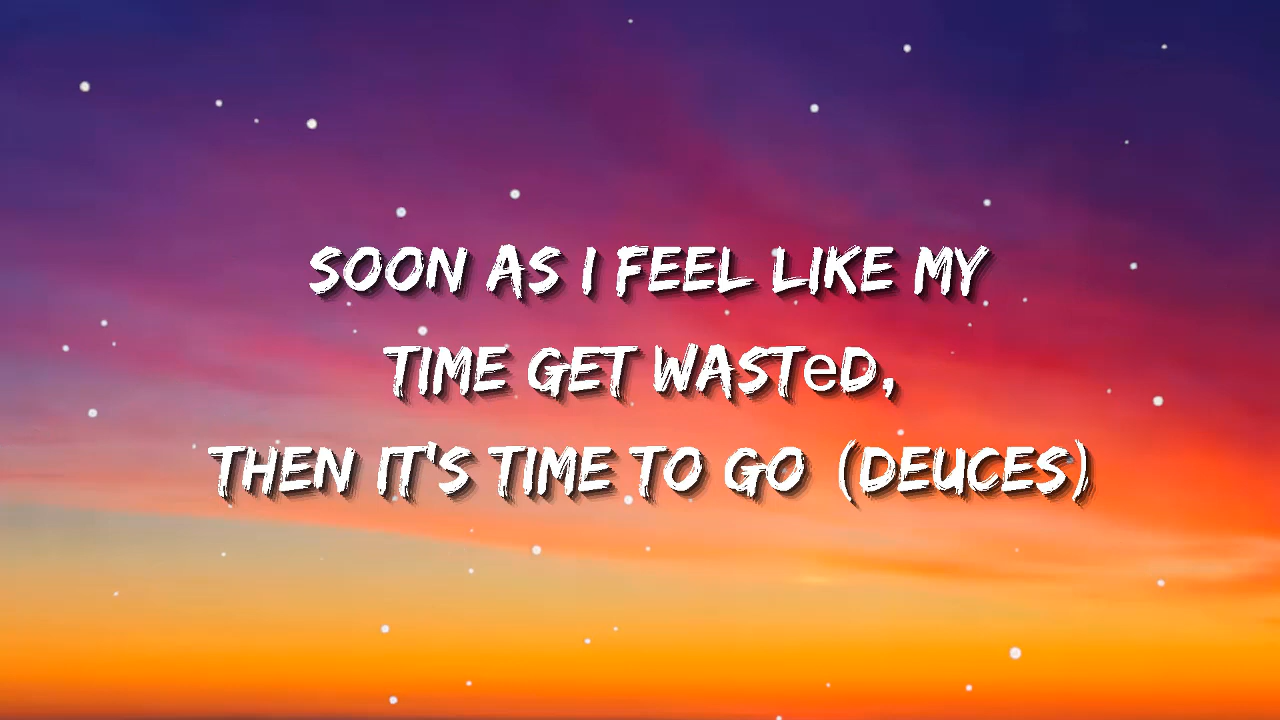 SOON AS I FEEL LIKE MY
TIME GET WASTeD,
THEN IT'S TIME TO GO (DEUCES)